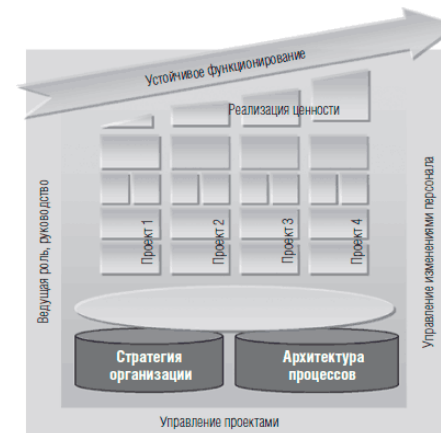 Устойчивое функционирование
Реализация ценности
Ведущая роль, руководство
Проект 1
Проект 2
Проект 3
Проект 4
Управление изменениями персонала
Стратегия
организации
Архитектура
процессов
Управление проектами